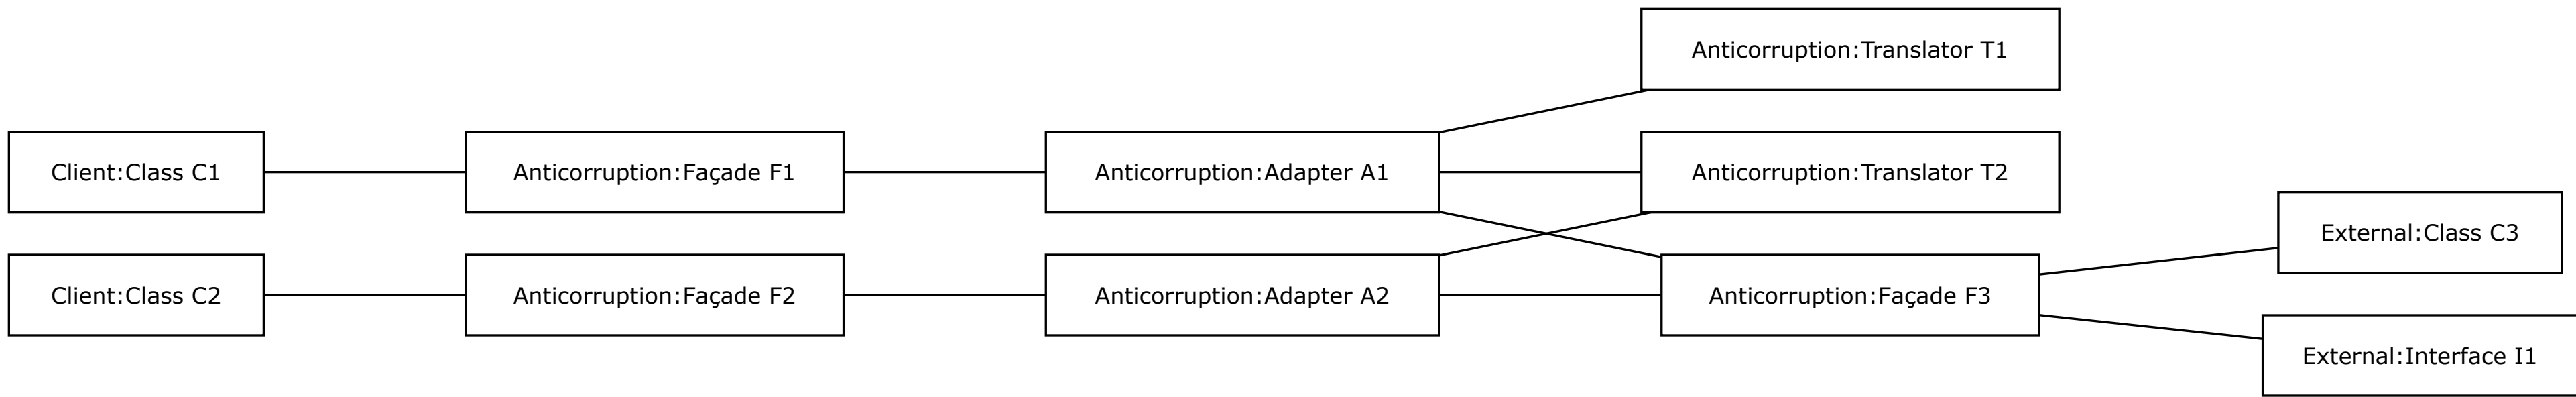 Anticorruption:Translator T1
Client:Class C1
Anticorruption:Façade F1
Anticorruption:Adapter A1
Anticorruption:Translator T2
External:Class C3
Client:Class C2
Anticorruption:Façade F2
Anticorruption:Adapter A2
Anticorruption:Façade F3
External:Interface I1